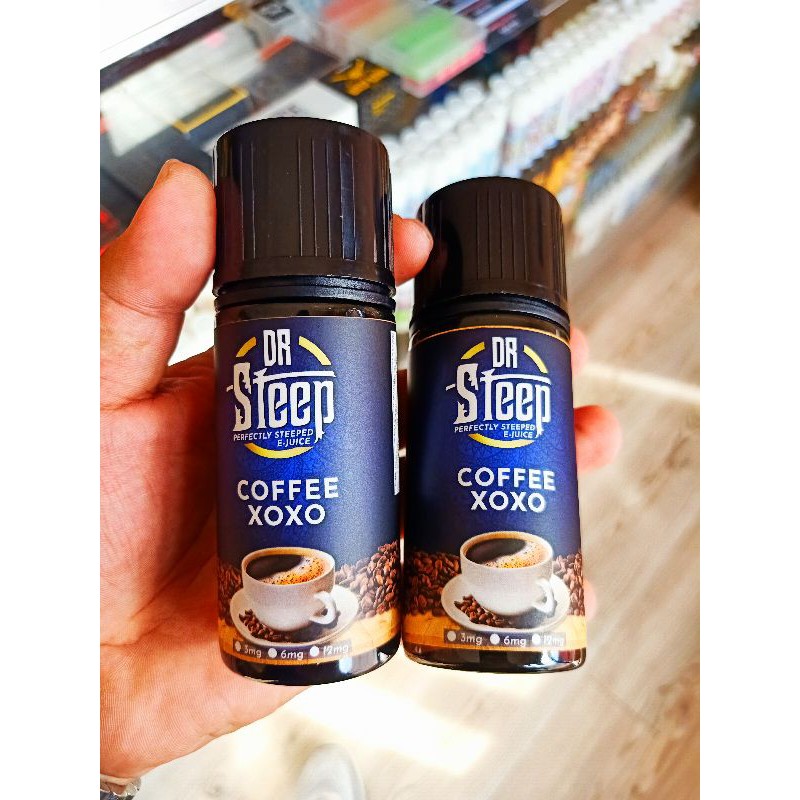 DR
Steep
PERFECTLY STEEPED
E-JUICE
COFFEE
XOXO
3mg 6mg 12mg
DR
Steep
PERFECTLY STEEPED
E-JUICE
COFFEE
XOXO
3mg 6mg 12mg